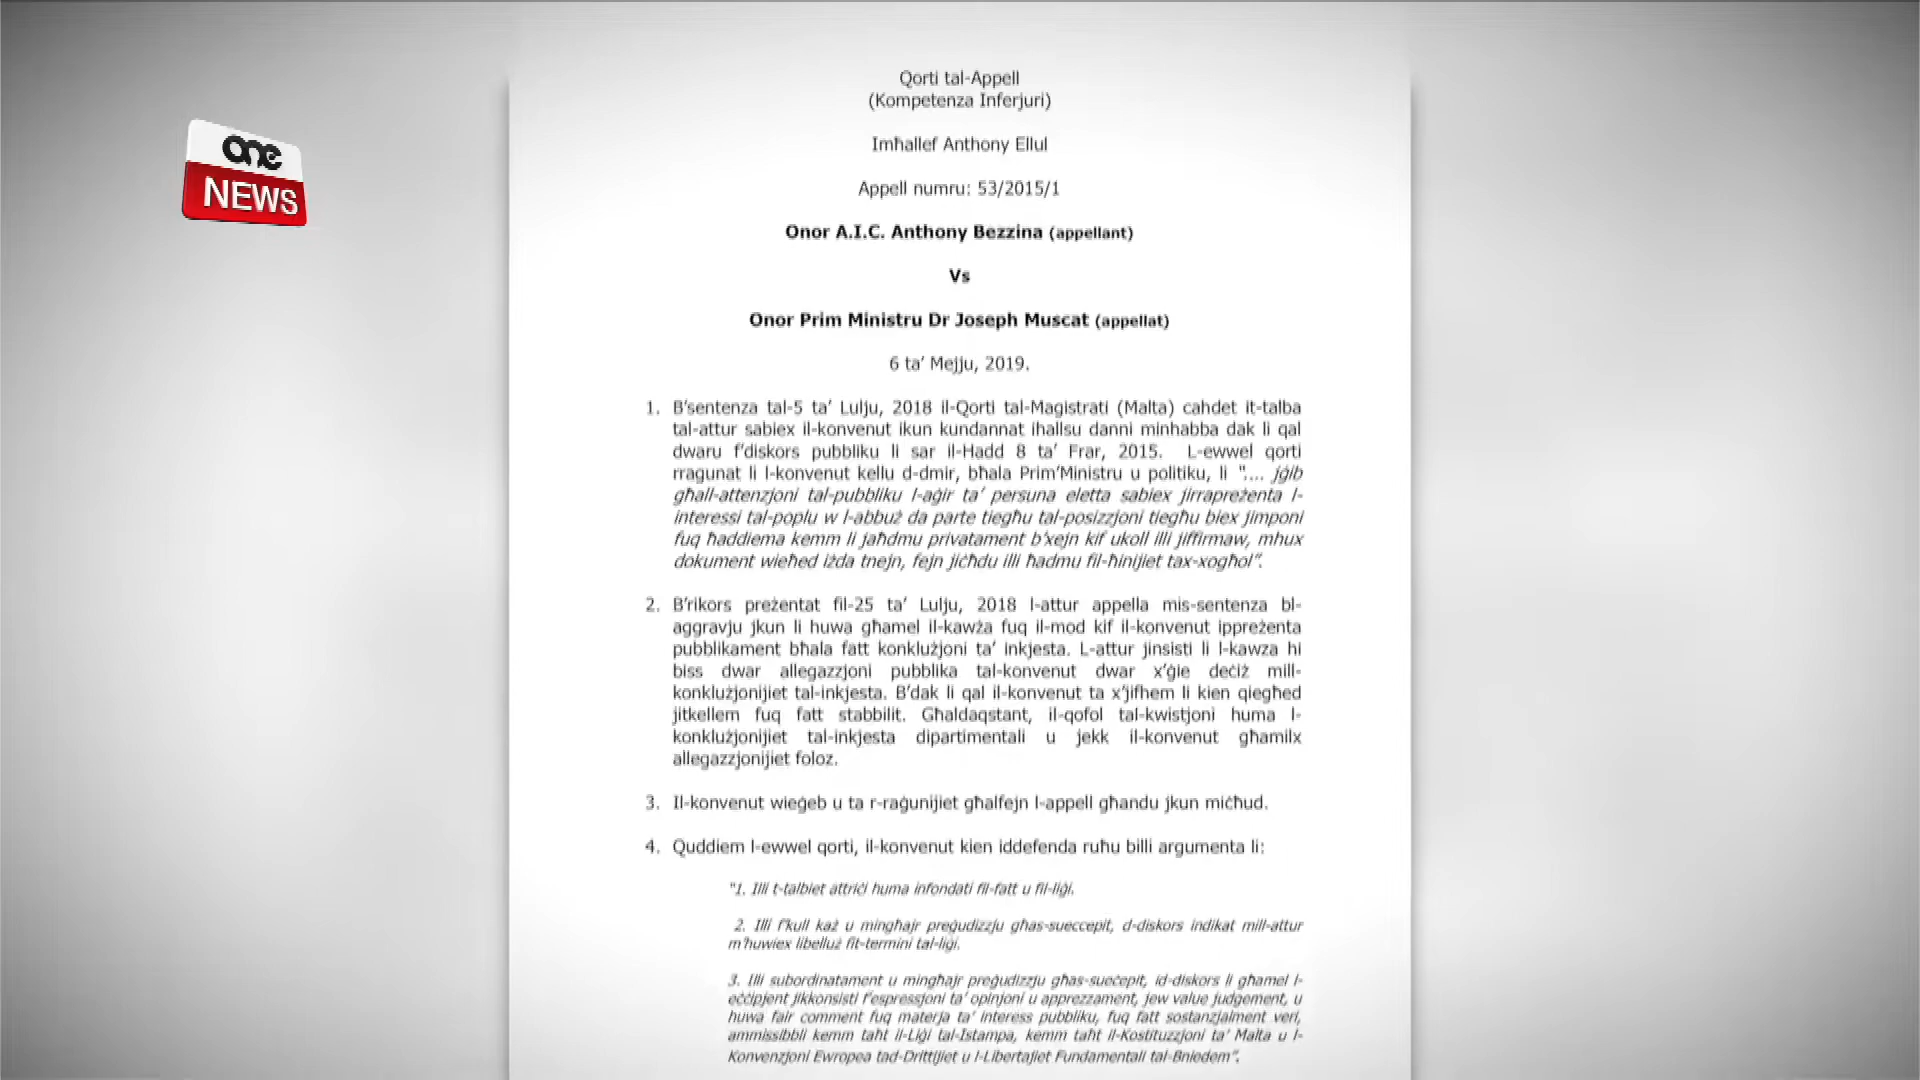 one
NEWS
Qorti tal-Appell
(Kompetenza Inferjuri)
Imħallef Anthony Ellul
Appell numru: 53/2015/1
Onor A.I.C. Anthony Bezzina (appellant)
Vs
Onor Prim Ministru Dr Joseph Muscat (appellat)
6 ta’ Mejju, 2019.
1. B’sentenza tal-5 ta’ Lulju, 2018 il-Qorti tal-Magistrati (Malta) cahdet it-talba
tal-attur sabiex il-konvenut ikun kundannat iħallsu danni minħabba dak li qal
dwaru f’diskors pubbliku li sar il-Ħadd 8 ta’ Frar, 2015. L-ewwel qorti
rragunat li l-konvenut kellu d-dmir, bħala Prim’Ministru u politiku, li ".... jġib
għall-attenzjoni tal-pubbliku l-aġir ta’ persuna eletta sabiex jirrapreżenta l-
interessi tal-poplu w l-abbuż da parte tiegħu tal-posizzjoni tiegħu biex jimponi
fuq ħaddiema kemm li jaħdmu privatament b’xejn kif ukoll illi jiffirmaw, mhux
dokument wieħed iżda tnejn, fejn jiċħdu illi ħadmu fil-ħinijiet tax-xogħol”.
2. B’rikors preżentat fil-25 ta’ Lulju, 2018 l-attur appella mis-sentenza bl-
aggravju jkun li huwa għamel il-kawża fuq il-mod kif il-konvenut ippreżenta
pubblikament bħala fatt konklużjoni ta’ inkjesta. L-attur jinsisti li l-kawza hi
biss dwar allegazzjoni pubblika tal-konvenut dwar x’ġie deċiż mill-
konklużjonijiet tal-inkjesta. B’dak li qal il-konvenut ta x’jifhem li kien qiegħed
jitkellem fuq fatt stabbilit. Għaldaqstant, il-qofol tal-kwistjoni huma l-
konklużjonijiet tal-inkjesta dipartimentali u jekk il-konvenut għamilx
allegazzjonijiet foloz.
3. Il-konvenut wieġeb u ta r-raġunijiet għalfejn l-appell għandu jkun miċħud.
4. Quddiem l-ewwel qorti, il-konvenut kien iddefenda ruħu billi argumenta li:
"1. Illi t-talbiet attriċi huma infondati fil-fatt u fil-liġi.
2. Illi f’kull każ u mingħajr preġudizzju għas-sueccepit, d-diskors indikat mill-attur
m’huwiex libelluż fit-termini tal-liġi.
3. Illi subordinatament u mingħajr preġudizzju għas-sueċepit, id-diskors li għamel l-
eċċipjent jikkonsisti f’espressjoni ta’ opinjoni u apprezzament, jew value judgement, u
huwa fair comment fuq materja ta’ interess pubbliku, fuq fatt sostanzjalment veri,
ammissibbli kemm taħt il-Liġi tal-Istampa, kemm taħt il-Kostituzzjoni ta’ Malta u l-
Konvenzjoni Ewropea tad-Drittijiet u l-Libertajiet Fundamentali tal-Bniedem”.